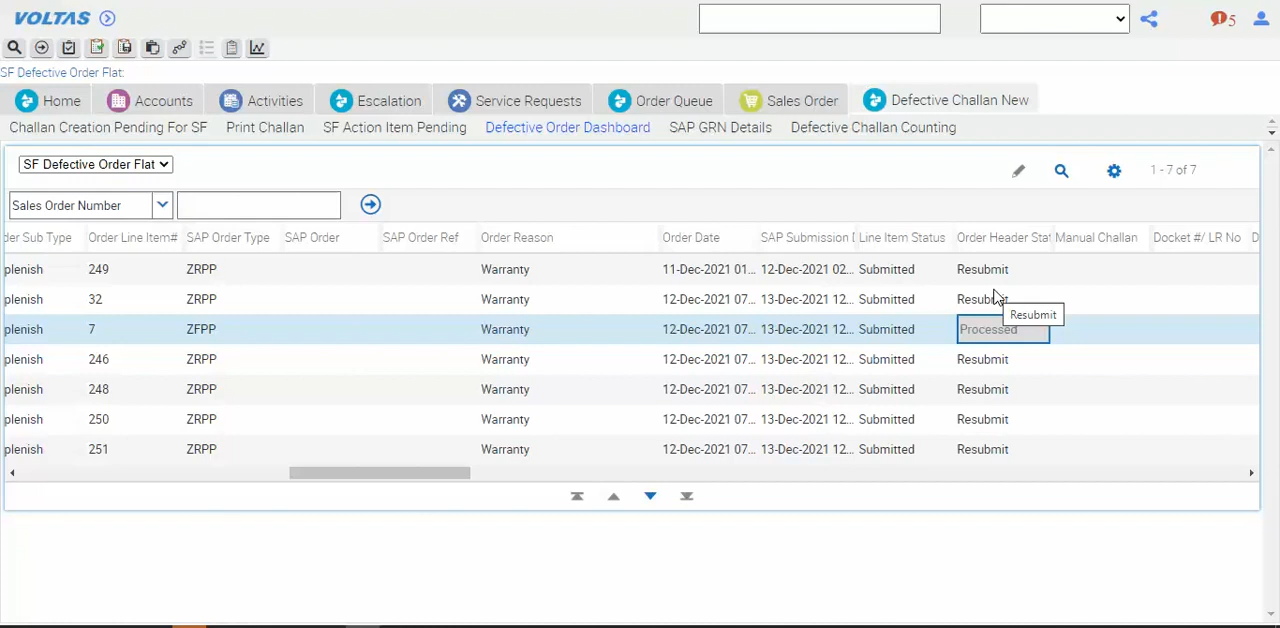 VOLTAS
5
SF Defective Order Flat:
Home Accounts Activities Escalation Service Requests Order Queue Sales Order Defective Challan New
Challan Creation Pending For SF Print Challan SF Action Item Pending Defective Order Dashboard SAP GRN Details Defective Challan Counting
SF Defective Order Flat 1 - 7 of 7
Sales Order Number
der Sub Type Order Line Item# SAP Order Type SAP Order SAP Order Ref Order Reason Order Date SAP Submission D Line Item Status Order Header Stat Manual Challan Docket #/ LR No D
plenish 249 ZRPP Warranty 11-Dec-2021 01... 12-Dec-2021 02... Submitted Resubmit
plenish 32 ZRPP Warranty 12-Dec-2021 07... 13-Dec-2021 12... Submitted Resubmit
Resubmit
plenish 7 ZFPP Warranty 12-Dec-2021 07... 13-Dec-2021 12... Submitted Processed
plenish 246 ZRPP Warranty 12-Dec-2021 07... 13-Dec-2021 12... Submitted Resubmit
plenish 248 ZRPP Warranty 12-Dec-2021 07... 13-Dec-2021 12... Submitted Resubmit
plenish 250 ZRPP Warranty 12-Dec-2021 07... 13-Dec-2021 12... Submitted Resubmit
plenish 251 ZRPP Warranty 12-Dec-2021 07... 13-Dec-2021 12... Submitted Resubmit